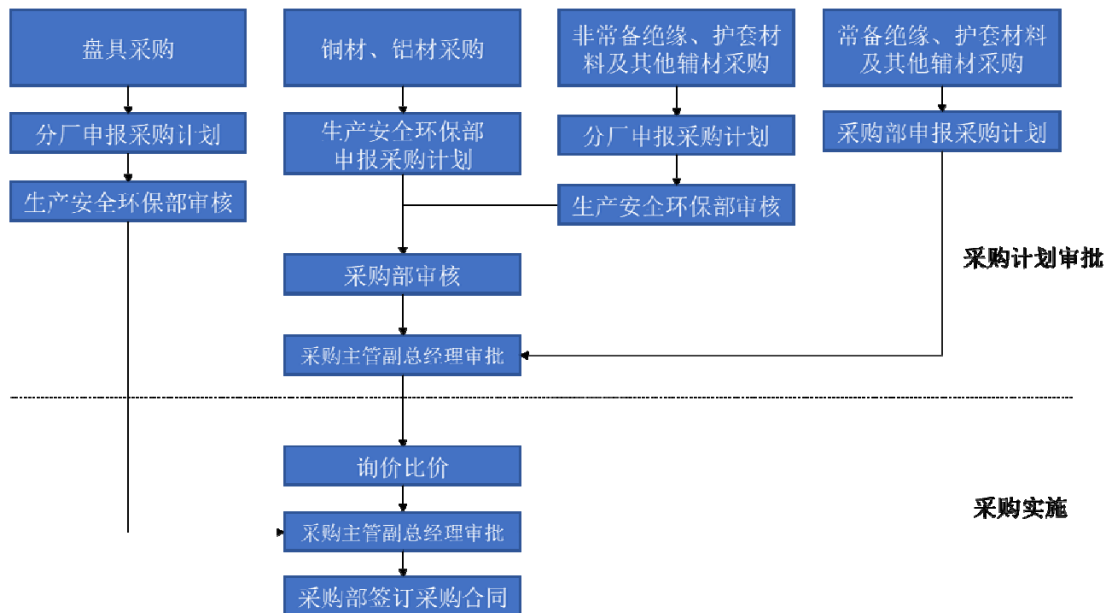 盘具采购
铜材、铝材采购
非常备绝缘、护套材
料及其他辅材采购
常备绝缘、护套材料
及其他辅材采购
分厂申报采购计划
生产安全环保部
申报采购计划
分厂申报采购计划
采购部申报采购计划
生产安全环保部审核
生产安全环保部审核
采购计划审批
采购部审核
采购主管副总经理审批
询价比价
采购实施
采购主管副总经理审批
采购部签订采购合同